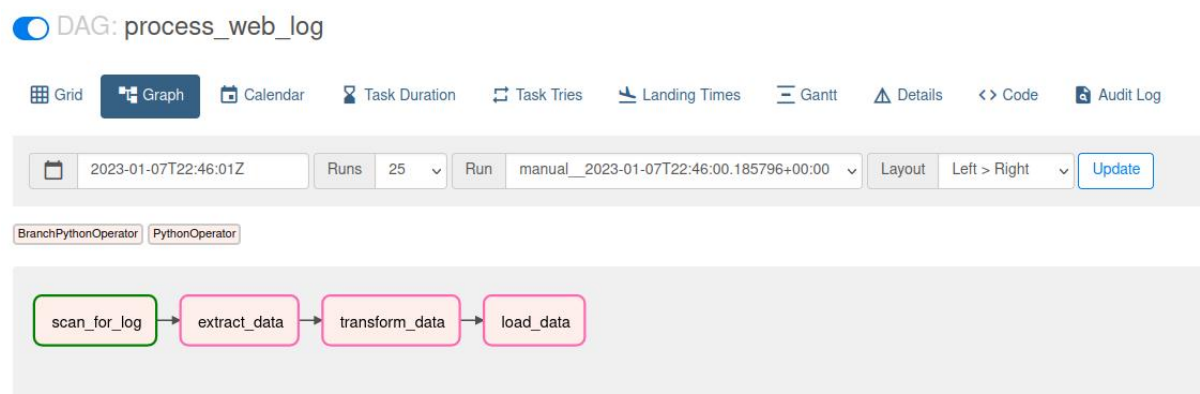 DAG: process_web_log
Grid Graph Calendar Task Duration Task Tries Landing Times Gantt Details Code Audit Log
2023-01-07T22:46:01Z Runs 25 Run manual__2023-01-07T22:46:00.185796+00:00 Layout Left > Right Update
BranchPythonOperator PythonOperator
scan_for_log extract_data transform_data load_data